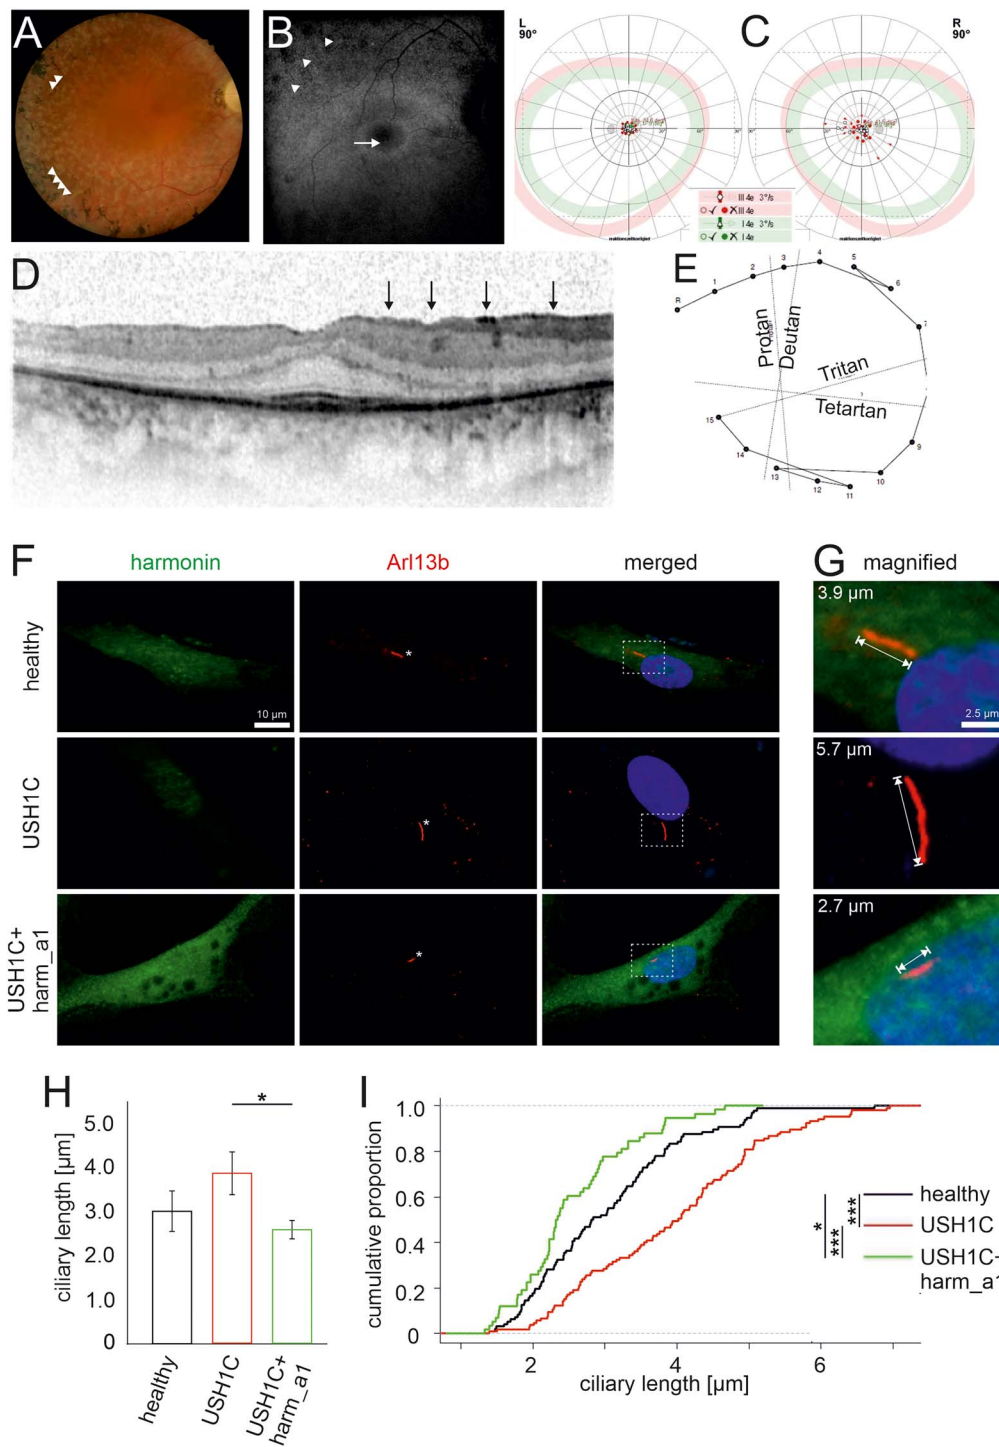 A
B
L
90°
C
R
90°
III 4e 3°/s
III 4e
I 4e 3°/s
I 4e
D
E
R
1
2
3
4
5
6
7
9
10
11
12
13
14
15
Protan
Deutan
Tritan
Tetartan
F
harmonin
Arl13b
merged
G
magnified
healthy
10 µm
*
3.9 µm
2.5 µm
USH1C
*
5.7 µm
USH1C+
harm_a1
*
2.7 µm
H
ciliary length [µm]
5.0
4.0
3.0
2.0
1.0
0
*
healthy
USH1C
USH1C+
harm_a1
I
cumulative proportion
1.0
0.8
0.6
0.4
0.2
0
2
4
6
ciliary length [µm]
*
***
***
healthy
USH1C
USH1C+
harm_a1